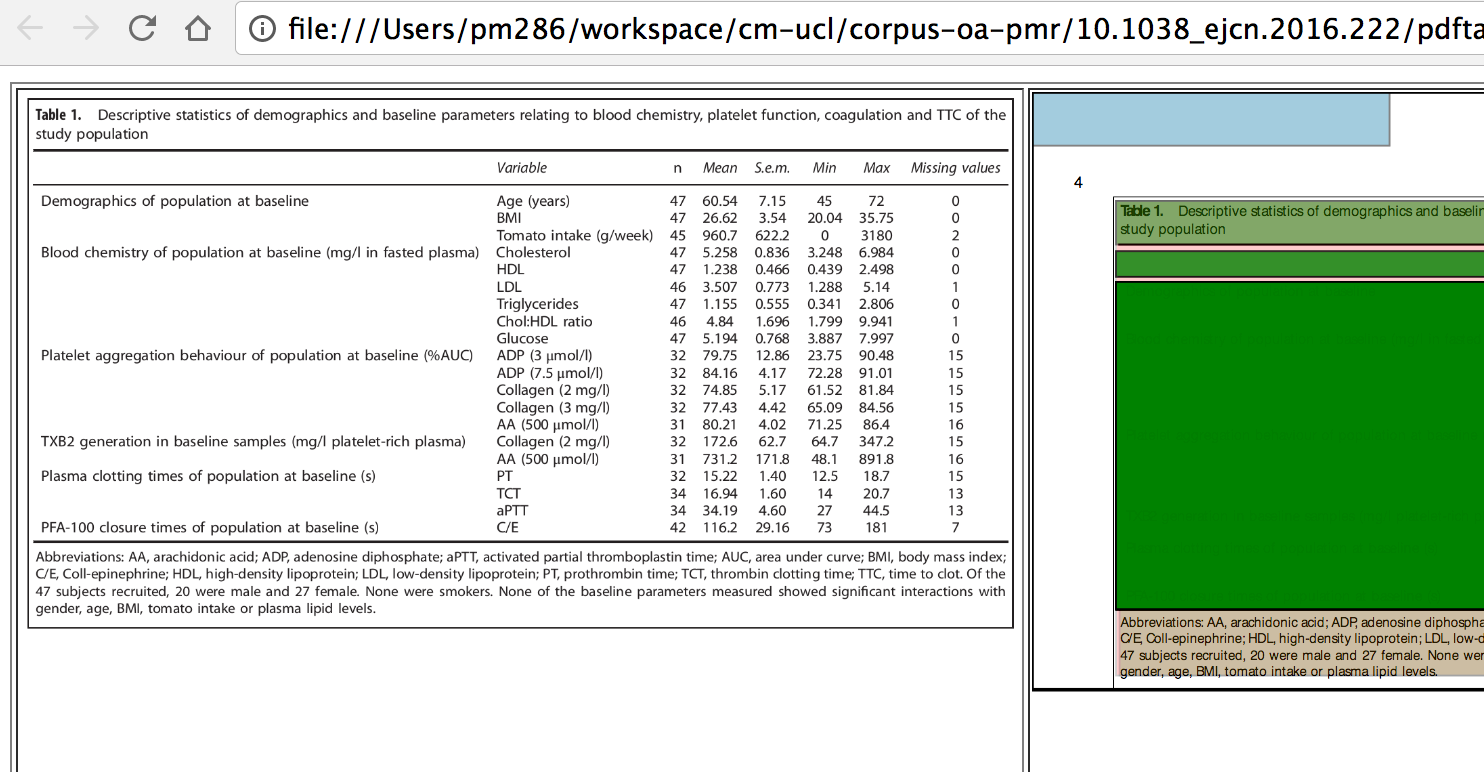 file:///Users/pm286/workspace/cm-ucl/corpus-oa-pmr/10.1038_ejcn.2016.222/pdfta
Table 1. Descriptive statistics of demographics and baseline parameters relating to blood chemistry, platelet function, coagulation and TTC of the
study population
Variable n Mean S.e.m. Min Max Missing values
Demographics of population at baseline Age (years) 47 60.54 7.15 45 72 0
BMI 47 26.62 3.54 20.04 35.75 0
Tomato intake (g/week) 45 960.7 622.2 0 3180 2
Blood chemistry of population at baseline (mg/l in fasted plasma) Cholesterol 47 5.258 0.836 3.248 6.984 0
HDL 47 1.238 0.466 0.439 2.498 0
LDL 46 3.507 0.773 1.288 5.14 1
Triglycerides 47 1.155 0.555 0.341 2.806 0
Chol:HDL ratio 46 4.84 1.696 1.799 9.941 1
Glucose 47 5.194 0.768 3.887 7.997 0
Platelet aggregation behaviour of population at baseline (%AUC) ADP (3 μmol/l) 32 79.75 12.86 23.75 90.48 15
ADP (7.5 μmol/l) 32 84.16 4.17 72.28 91.01 15
Collagen (2 mg/l) 32 74.85 5.17 61.52 81.84 15
Collagen (3 mg/l) 32 77.43 4.42 65.09 84.56 15
AA (500 μmol/l) 31 80.21 4.02 71.25 86.4 16
TXB2 generation in baseline samples (mg/l platelet-rich plasma) Collagen (2 mg/l) 32 172.6 62.7 64.7 347.2 15
AA (500 μmol/l) 31 731.2 171.8 48.1 891.8 16
Plasma clotting times of population at baseline (s) PT 32 15.22 1.40 12.5 18.7 15
TCT 34 16.94 1.60 14 20.7 13
aPTT 34 34.19 4.60 27 44.5 13
PFA-100 closure times of population at baseline (s) C/E 42 116.2 29.16 73 181 7
Abbreviations: AA, arachidonic acid; ADP, adenosine diphosphate; aPTT, activated partial thromboplastin time; AUC, area under curve; BMI, body mass index;
C/E, Coll-epinephrine; HDL, high-density lipoprotein; LDL, low-density lipoprotein; PT, prothrombin time; TCT, thrombin clotting time; TTC, time to clot. Of the
47 subjects recruited, 20 were male and 27 female. None were smokers. None of the baseline parameters measured showed significant interactions with
gender, age, BMI, tomato intake or plasma lipid levels.
4
Table 1. Descriptive statistics of demographics and baselin
study population
Abbreviations: AA, arachidonic acid; ADP, adenosine diphospha
C/E, Coll-epinephrine; HDL, high-density lipoprotein; LDL, low-d
47 subjects recruited, 20 were male and 27 female. None wer
gender, age, BMI, tomato intake or plasma lipid levels.